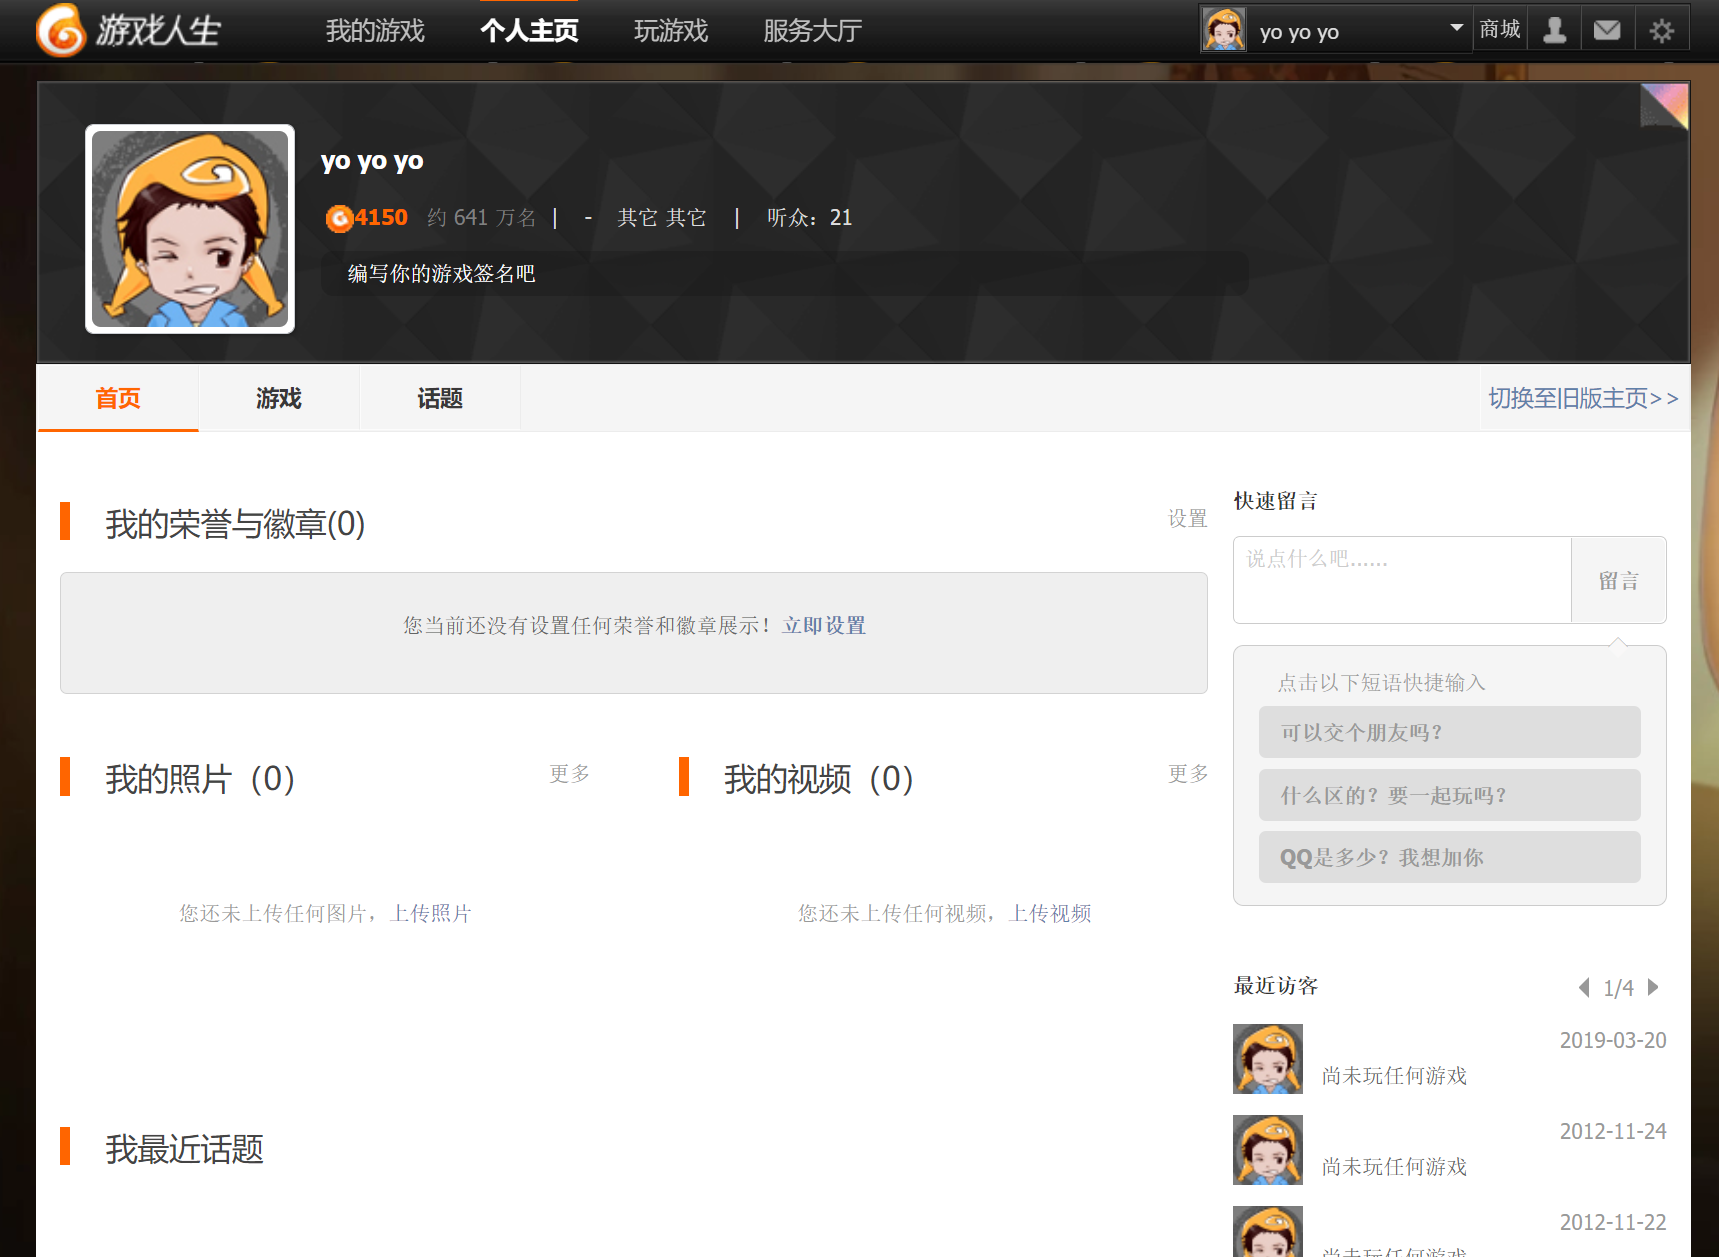 游戏人生 我的游戏 个人主页 玩游戏 服务大厅 yo yo yo 商城
yo yo yo
4150 约 641 万名 | - 其它 其它 | 听众：21
编写你的游戏签名吧
首页 游戏 话题 切换至旧版主页>>
我的荣誉与徽章(0) 设置
您当前还没有设置任何荣誉和徽章展示！立即设置
我的照片（0） 更多
您还未上传任何图片，上传照片
我的视频（0） 更多
您还未上传任何视频，上传视频
我最近话题
快速留言
说点什么吧......
留言
点击以下短语快捷输入
可以交个朋友吗？
什么区的？要一起玩吗？
QQ是多少？我想加你
最近访客 1/4
2019-03-20
尚未玩任何游戏
2012-11-24
尚未玩任何游戏
2012-11-22
尚未玩任何游戏